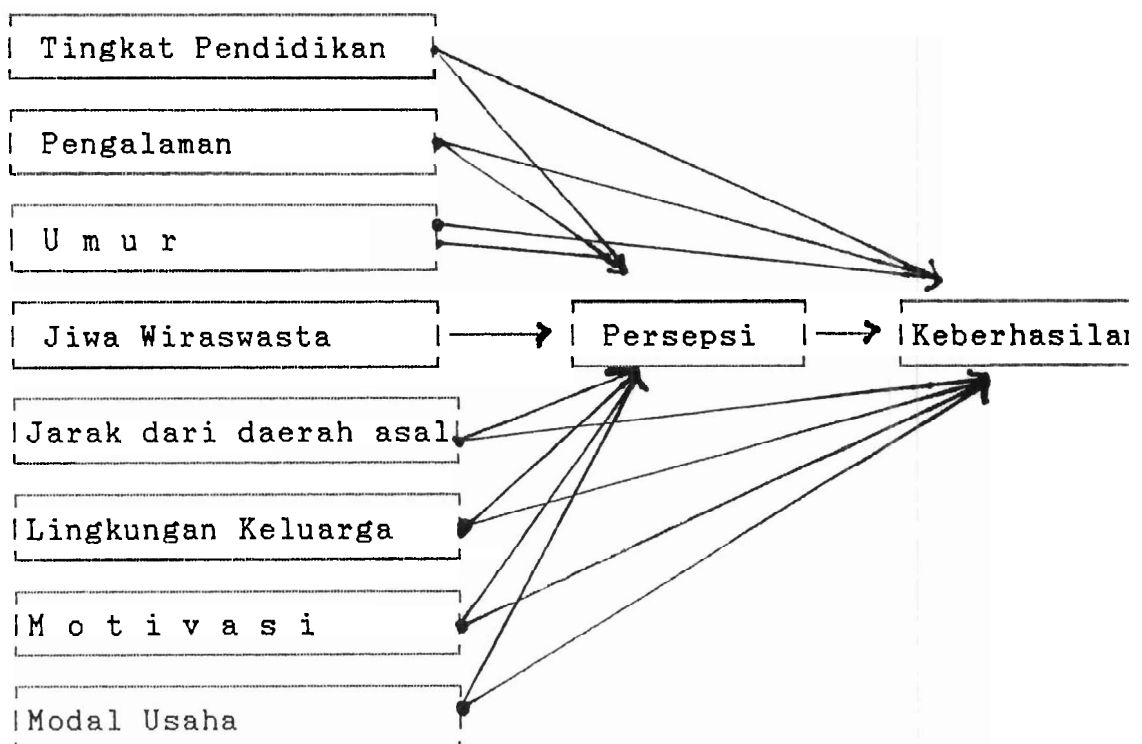 Tingkat Pendidikan
Pengalaman
U m u r
Jiwa Wiraswasta
Persepsi
Keberhasilan
Jarak dari daerah asal
Lingkungan Keluarga
M o t i v a s i
Modal Usaha